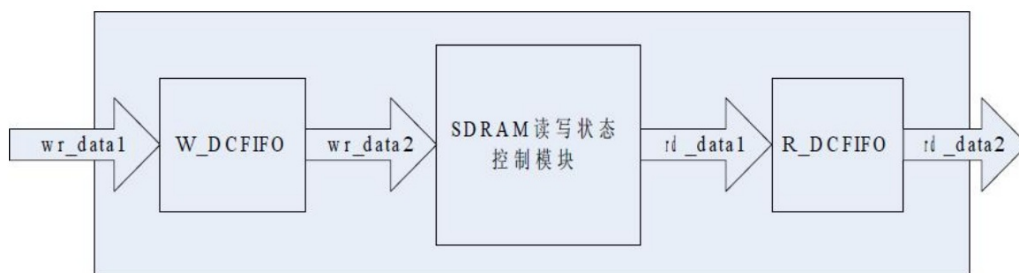 wr_data1
W_DCFIFO
wr_data2
SDRAM读写状态
控制模块
rd_data1
R_DCFIFO
rd_data2